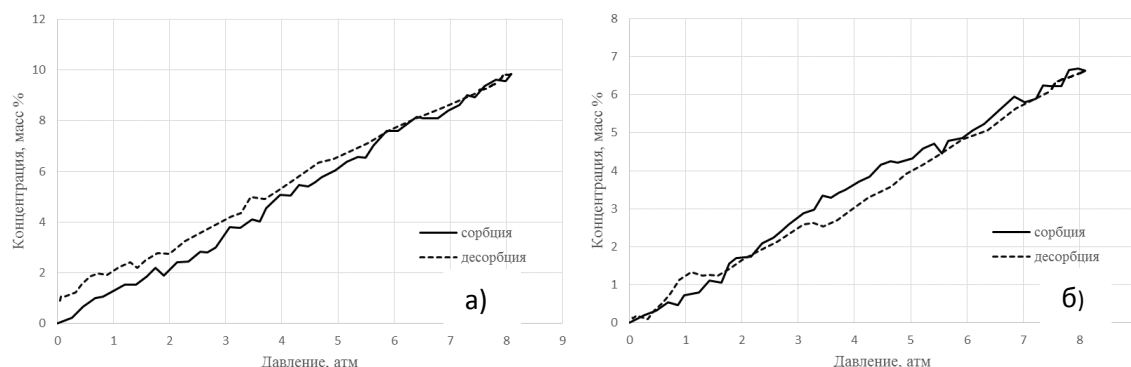 12
10
8
6
4
2
0
0 1 2 3 4 5 6 7 8 9
Концентрация, масс %
Давление, атм
сорбция
десорбция
а)
8
7
6
5
4
3
2
1
0
0 1 2 3 4 5 6 7 8
Концентрация, масс %
Давление, атм
сорбция
десорбция
б)